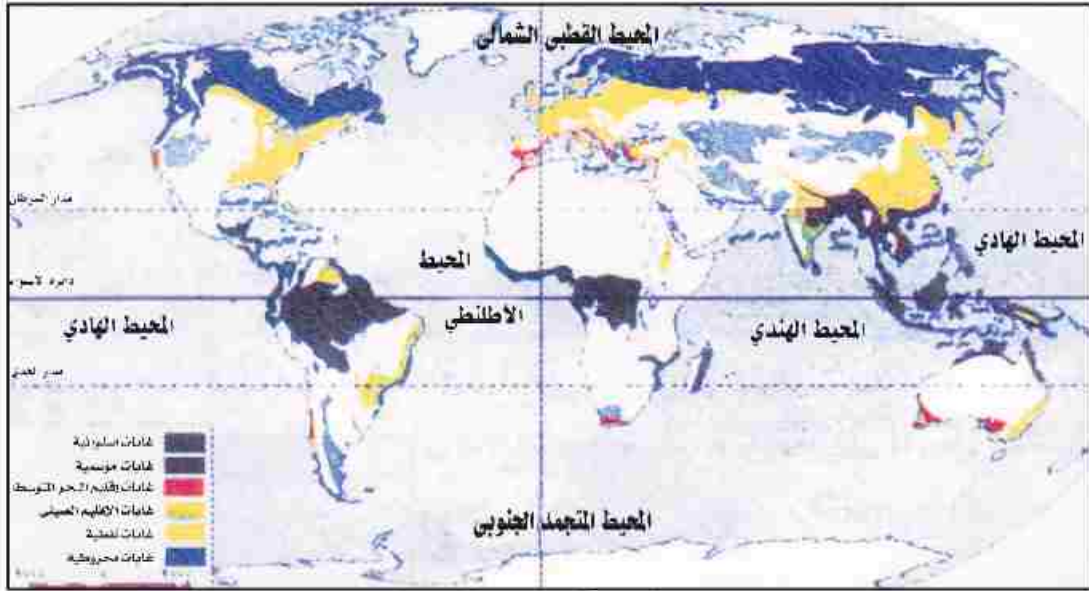 المحيط القطبي الشمالى
مدار السرطان
المحيط الهادي
المحيط
دائرة الاستواء
الأطلنطي
المحيط الهادي
المحيط الهندي
مدار الجدي
غابات استوائية
غابات موسمية
غابات إقليم البحر المتوسط
غابات الإقليم الصيني
غابات نفضية
غابات مخروطية
المحيط المتجمد الجنوبي